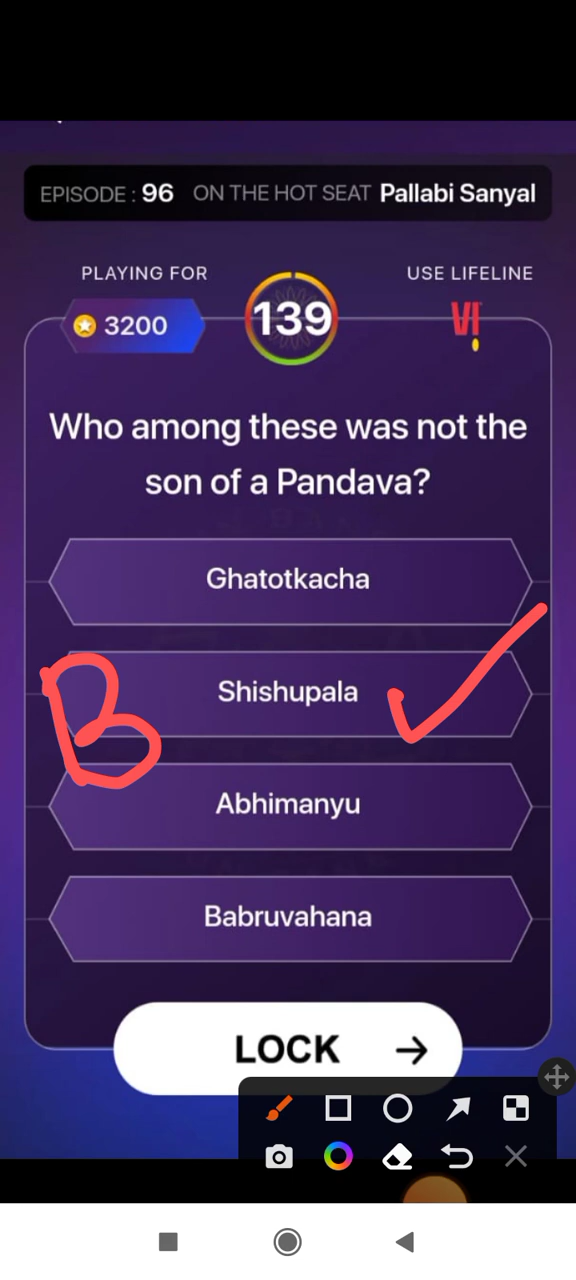 EPISODE : 96 ON THE HOT SEAT Pallabi Sanyal
PLAYING FOR
USE LIFELINE
3200
139
VI
Who among these was not the
son of a Pandava?
Ghatotkacha
Shishupala
B
Abhimanyu
Babruvahana
LOCK